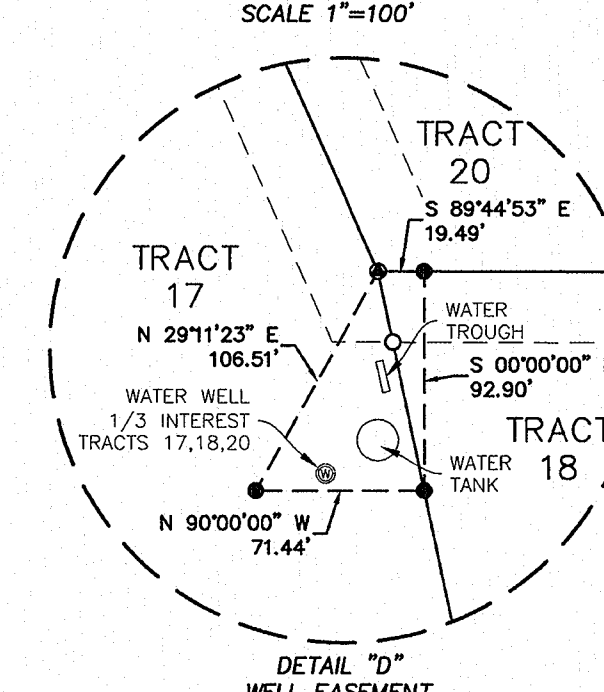 SCALE 1"=100'
TRACT
20
S 89°44'53" E
19.49'
TRACT
17
N 29°11'23" E
106.51'
WATER
TROUGH
S 00°00'00"
92.90'
WATER WELL
1/3 INTEREST
TRACTS 17,18,20
W
TRACT
18
WATER
TANK
N 90°00'00" W
71.44'
DETAIL "D"
WELL EASEMENT